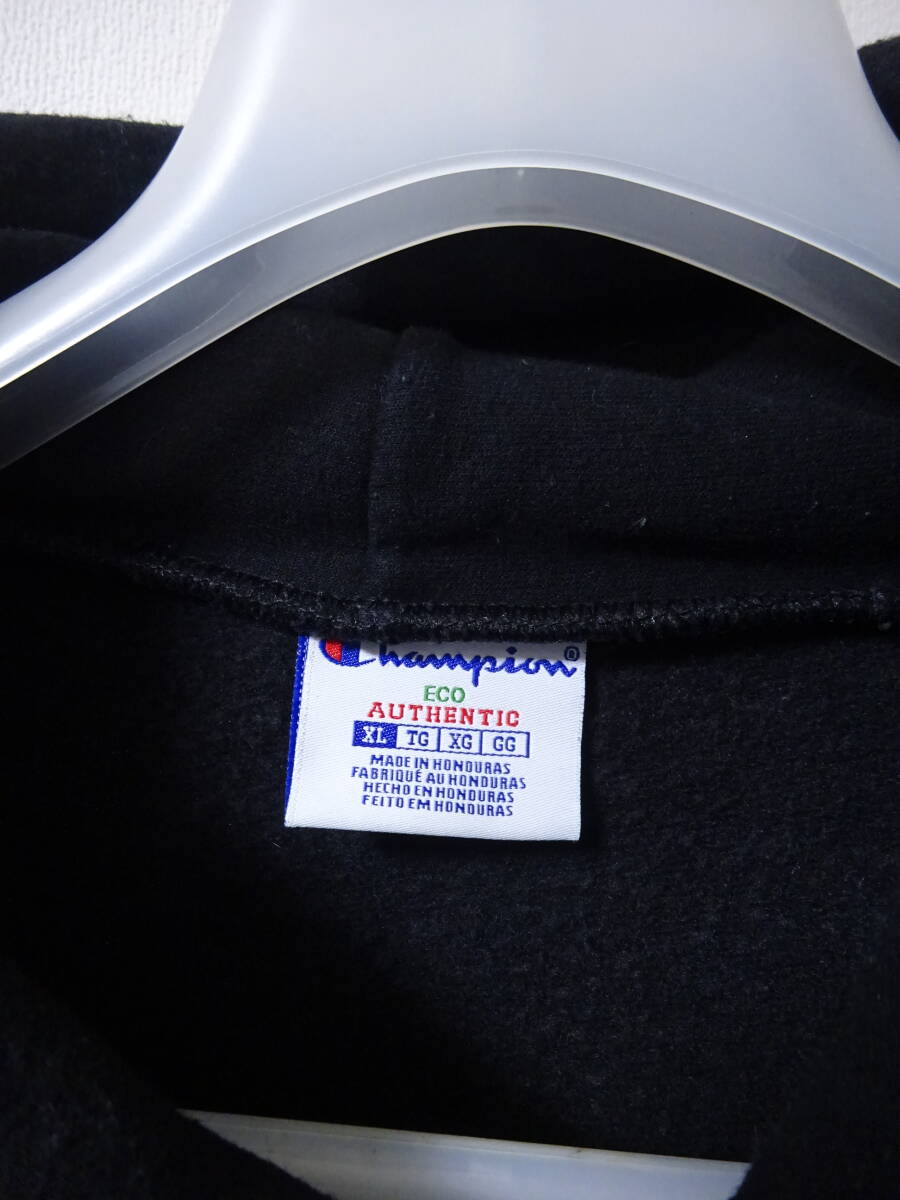 Champion®
ECO
AUTHENTIC
XL TG XG GG
MADE IN HONDURAS
FABRIQUÉ AU HONDURAS
HECHO EN HONDURAS
FEITO EM HONDURAS